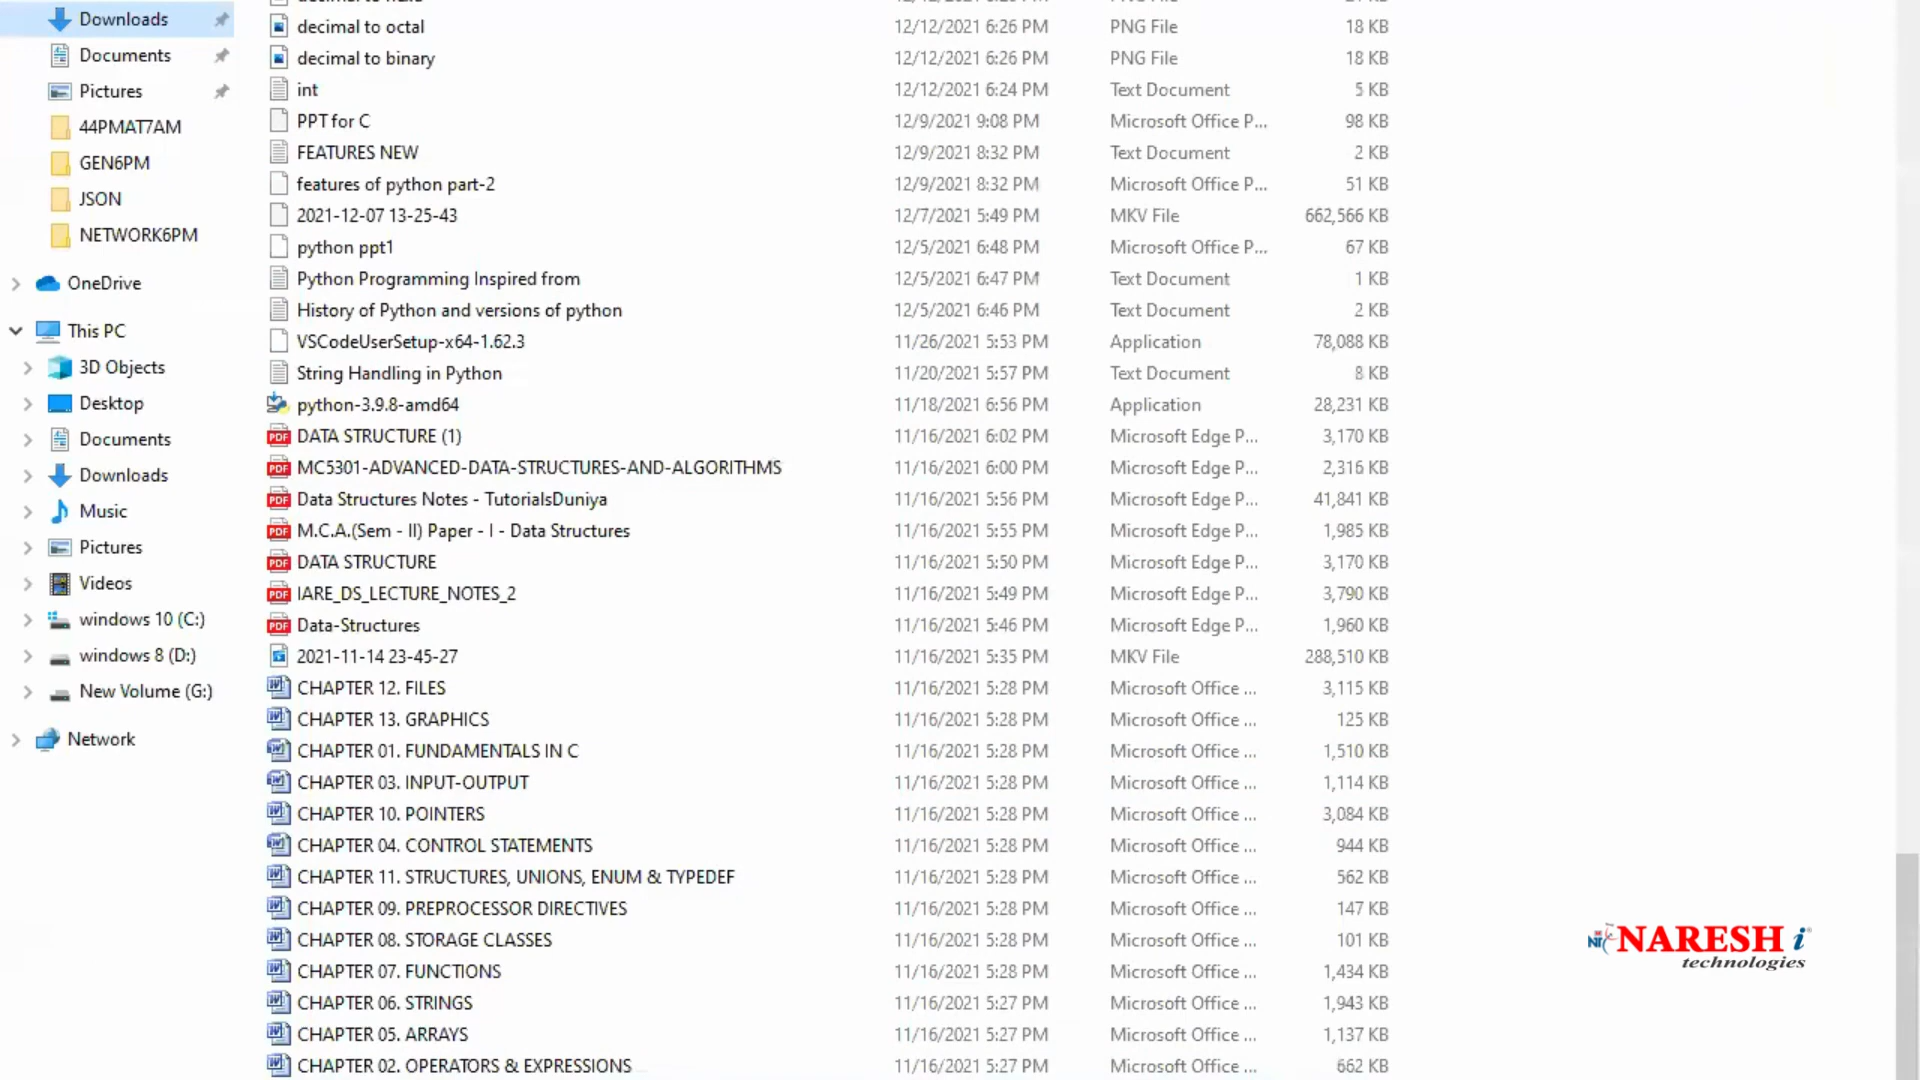 Downloads
Documents
Pictures
44PMAT7AM
GEN6PM
JSON
NETWORK6PM
OneDrive
This PC
3D Objects
Desktop
Documents
Downloads
Music
Pictures
Videos
windows 10 (C:)
windows 8 (D:)
New Volume (G:)
Network
decimal to octal 12/12/2021 6:26 PM PNG File 18 KB
decimal to binary 12/12/2021 6:26 PM PNG File 18 KB
int 12/12/2021 6:24 PM Text Document 5 KB
PPT for C 12/9/2021 9:08 PM Microsoft Office P... 98 KB
FEATURES NEW 12/9/2021 8:32 PM Text Document 2 KB
features of python part-2 12/9/2021 8:32 PM Microsoft Office P... 51 KB
2021-12-07 13-25-43 12/7/2021 5:49 PM MKV File 662,566 KB
python ppt1 12/5/2021 6:48 PM Microsoft Office P... 67 KB
Python Programming Inspired from 12/5/2021 6:47 PM Text Document 1 KB
History of Python and versions of python 12/5/2021 6:46 PM Text Document 2 KB
VSCodeUserSetup-x64-1.62.3 11/26/2021 5:53 PM Application 78,088 KB
String Handling in Python 11/20/2021 5:57 PM Text Document 8 KB
python-3.9.8-amd64 11/18/2021 6:56 PM Application 28,231 KB
DATA STRUCTURE (1) 11/16/2021 6:02 PM Microsoft Edge P... 3,170 KB
MC5301-ADVANCED-DATA-STRUCTURES-AND-ALGORITHMS 11/16/2021 6:00 PM Microsoft Edge P... 2,316 KB
Data Structures Notes - TutorialsDuniya 11/16/2021 5:56 PM Microsoft Edge P... 41,841 KB
M.C.A.(Sem - II) Paper - I - Data Structures 11/16/2021 5:55 PM Microsoft Edge P... 1,985 KB
DATA STRUCTURE 11/16/2021 5:50 PM Microsoft Edge P... 3,170 KB
IARE_DS_LECTURE_NOTES_2 11/16/2021 5:49 PM Microsoft Edge P... 3,790 KB
Data-Structures 11/16/2021 5:46 PM Microsoft Edge P... 1,960 KB
2021-11-14 23-45-27 11/16/2021 5:35 PM MKV File 288,510 KB
CHAPTER 12. FILES 11/16/2021 5:28 PM Microsoft Office ... 3,115 KB
CHAPTER 13. GRAPHICS 11/16/2021 5:28 PM Microsoft Office ... 125 KB
CHAPTER 01. FUNDAMENTALS IN C 11/16/2021 5:28 PM Microsoft Office ... 1,510 KB
CHAPTER 03. INPUT-OUTPUT 11/16/2021 5:28 PM Microsoft Office ... 1,114 KB
CHAPTER 10. POINTERS 11/16/2021 5:28 PM Microsoft Office ... 3,084 KB
CHAPTER 04. CONTROL STATEMENTS 11/16/2021 5:28 PM Microsoft Office ... 944 KB
CHAPTER 11. STRUCTURES, UNIONS, ENUM & TYPEDEF 11/16/2021 5:28 PM Microsoft Office ... 562 KB
CHAPTER 09. PREPROCESSOR DIRECTIVES 11/16/2021 5:28 PM Microsoft Office ... 147 KB
CHAPTER 08. STORAGE CLASSES 11/16/2021 5:28 PM Microsoft Office ... 101 KB
CHAPTER 07. FUNCTIONS 11/16/2021 5:28 PM Microsoft Office ... 1,434 KB
CHAPTER 06. STRINGS 11/16/2021 5:27 PM Microsoft Office ... 1,943 KB
CHAPTER 05. ARRAYS 11/16/2021 5:27 PM Microsoft Office ... 1,137 KB
CHAPTER 02. OPERATORS & EXPRESSIONS 11/16/2021 5:27 PM Microsoft Office ... 662 KB
NARESH i
technologies